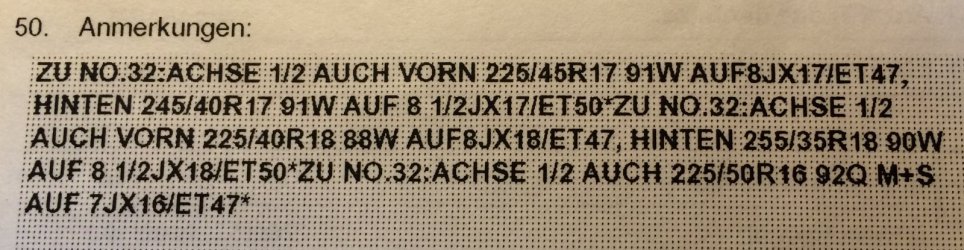 50. Anmerkungen:
ZU NO.32:ACHSE 1/2 AUCH VORN 225/45R17 91W AUF8JX17/ET47,
HINTEN 245/40R17 91W AUF 8 1/2JX17/ET50*ZU NO.32:ACHSE 1/2
AUCH VORN 225/40R18 88W AUF8JX18/ET47, HINTEN 255/35R18 90W
AUF 8 1/2JX18/ET50*ZU NO.32:ACHSE 1/2 AUCH 225/50R16 92Q M+S
AUF 7JX16/ET47*